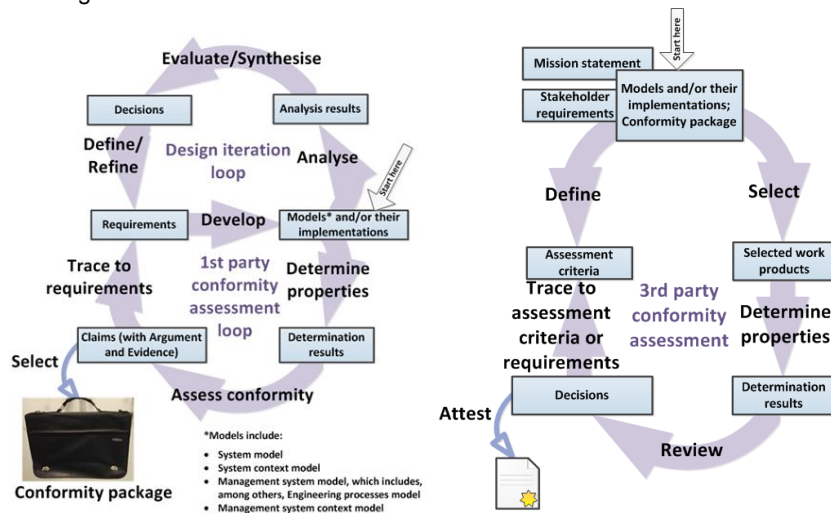 Evaluate/Synthesise
Decisions
Analysis results
Define/
Refine
Design iteration
loop
Analyse
Start here
Requirements
Develop
Models* and/or their
implementations
Trace to
requirements
1st party
conformity
assessment
loop
Determine
properties
Claims (with Argument
and Evidence)
Determination
results
Select
Assess conformity
Conformity package
*Models include:
• System model
• System context model
• Management system model, which includes,
among others, Engineering processes model
• Management system context model
Start here
Mission statement
Stakeholder
requirements
Models and/or their
implementations;
Conformity package
Define
Select
Assessment
criteria
Selected work
products
Trace to
assessment
criteria or
requirements
3rd party
conformity
assessment
Determine
properties
Decisions
Determination
results
Attest
Review